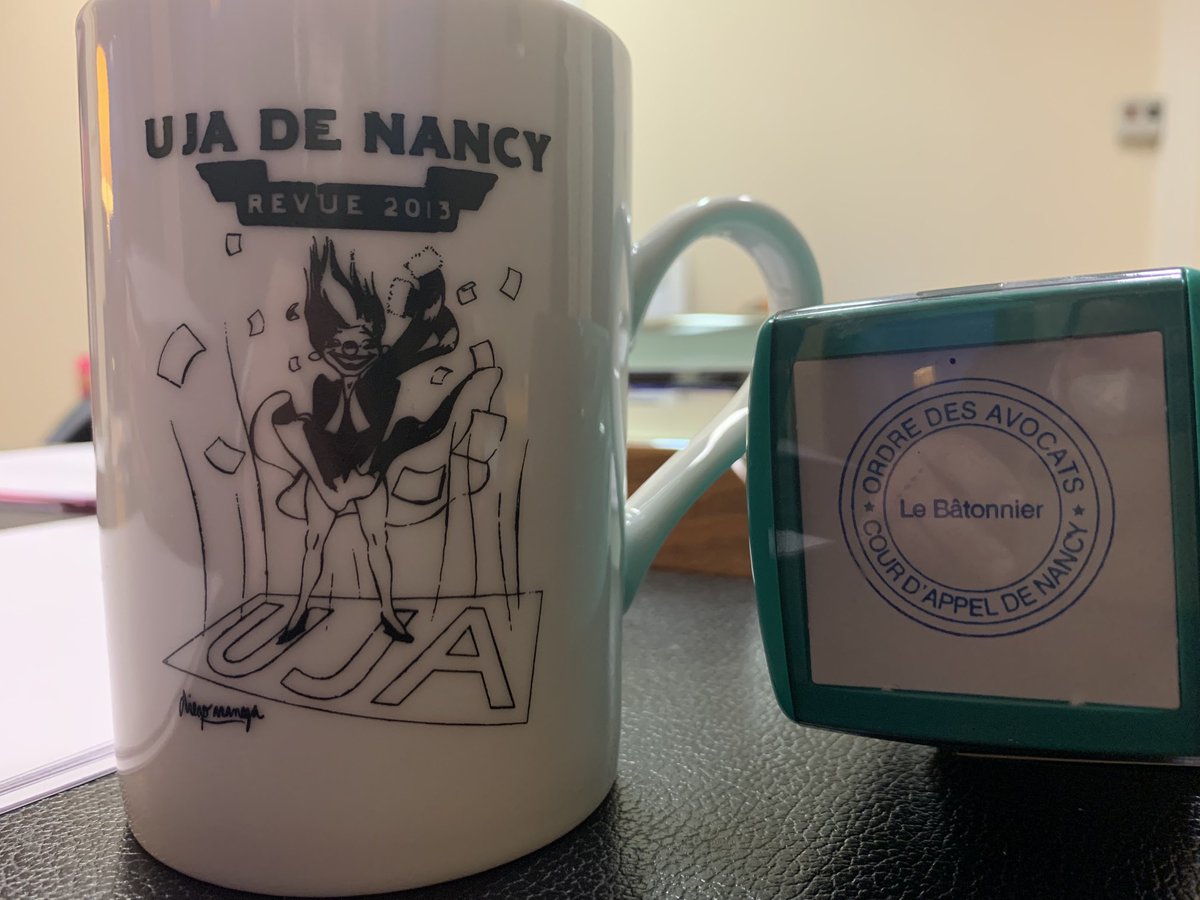 UJA DE NANCY
REVUE 2013
UJA
ORDRE DES AVOCATS
Le Bâtonnier
★ COUR D'APPEL DE NANCY ★